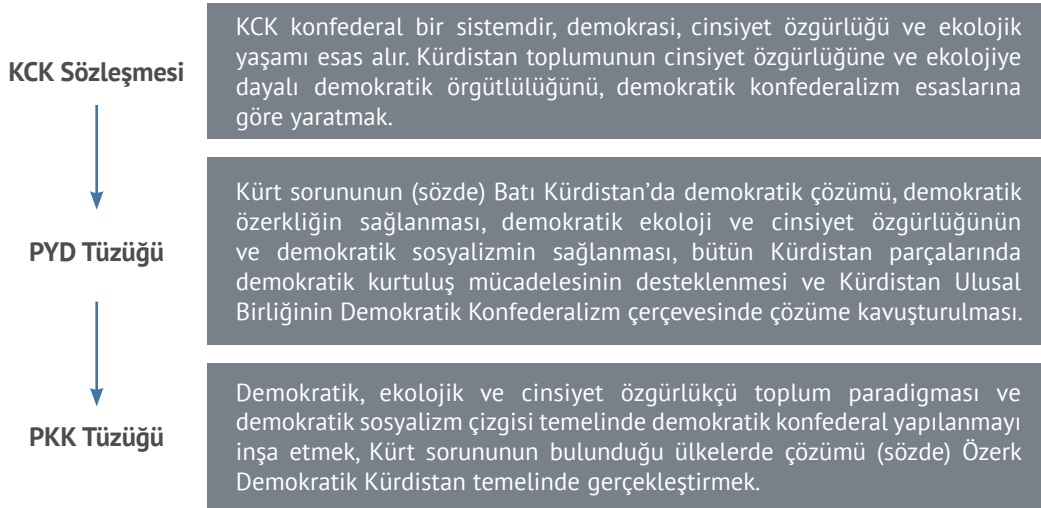 KCK Sözleşmesi
KCK konfederal bir sistemdir, demokrasi, cinsiyet özgürlüğü ve ekolojik
yaşamı esas alır. Kürdistan toplumunun cinsiyet özgürlüğüne ve ekolojiye
dayalı demokratik örgütlülüğünü, demokratik konfederalizm esaslarına
göre yaratmak.
PYD Tüzüğü
Kürt sorununun (sözde) Batı Kürdistan’da demokratik çözümü, demokratik
özerkliğin sağlanması, demokratik ekoloji ve cinsiyet özgürlüğünün
ve demokratik sosyalizmin sağlanması, bütün Kürdistan parçalarında
demokratik kurtuluş mücadelesinin desteklenmesi ve Kürdistan Ulusal
Birliğinin Demokratik Konfederalizm çerçevesinde çözüme kavuşturulması.
PKK Tüzüğü
Demokratik, ekolojik ve cinsiyet özgürlükçü toplum paradigması ve
demokratik sosyalizm çizgisi temelinde demokratik konfederal yapılanmayı
inşa etmek, Kürt sorununun bulunduğu ülkelerde çözümü (sözde) Özerk
Demokratik Kürdistan temelinde gerçekleştirmek.